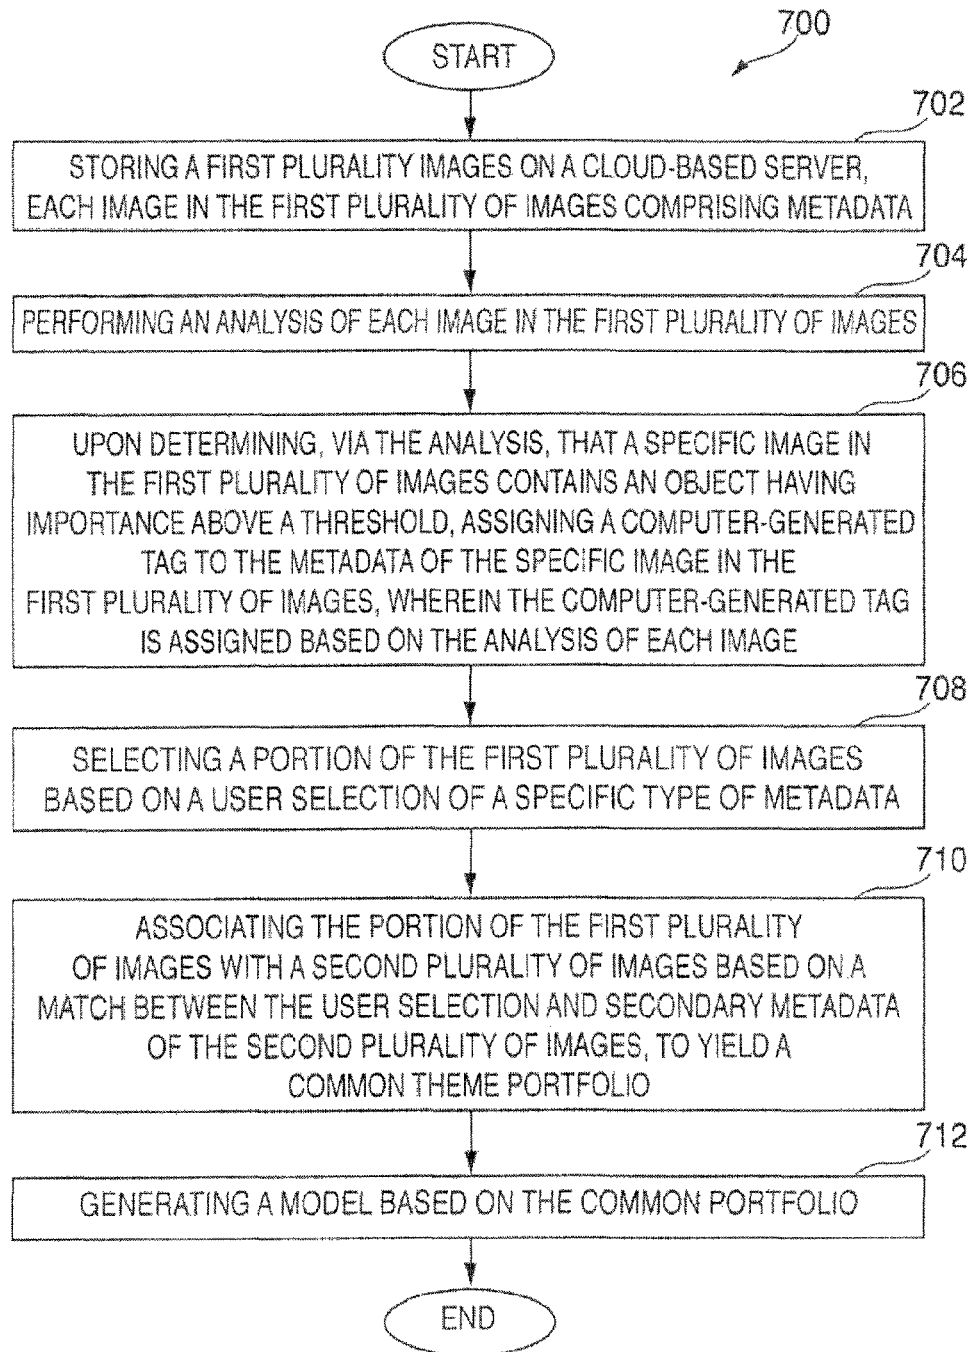 700
START
702
STORING A FIRST PLURALITY IMAGES ON A CLOUD-BASED SERVER,
EACH IMAGE IN THE FIRST PLURALITY OF IMAGES COMPRISING METADATA
704
PERFORMING AN ANALYSIS OF EACH IMAGE IN THE FIRST PLURALITY OF IMAGES
706
UPON DETERMINING, VIA THE ANALYSIS, THAT A SPECIFIC IMAGE IN
THE FIRST PLURALITY OF IMAGES CONTAINS AN OBJECT HAVING
IMPORTANCE ABOVE A THRESHOLD, ASSIGNING A COMPUTER-GENERATED
TAG TO THE METADATA OF THE SPECIFIC IMAGE IN THE
FIRST PLURALITY OF IMAGES, WHEREIN THE COMPUTER-GENERATED TAG
IS ASSIGNED BASED ON THE ANALYSIS OF EACH IMAGE
708
SELECTING A PORTION OF THE FIRST PLURALITY OF IMAGES
BASED ON A USER SELECTION OF A SPECIFIC TYPE OF METADATA
710
ASSOCIATING THE PORTION OF THE FIRST PLURALITY
OF IMAGES WITH A SECOND PLURALITY OF IMAGES BASED ON A
MATCH BETWEEN THE USER SELECTION AND SECONDARY METADATA
OF THE SECOND PLURALITY OF IMAGES, TO YIELD A
COMMON THEME PORTFOLIO
712
GENERATING A MODEL BASED ON THE COMMON PORTFOLIO
END